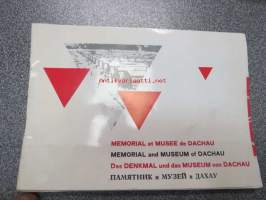 MEMORIAL et MUSEE de DACHAU
MEMORIAL and MUSEUM of DACHAU
Das DENKMAL und das MUSEUM von DACHAU
ПАМЯТНИК и МУЗЕЙ в ДАХАУ